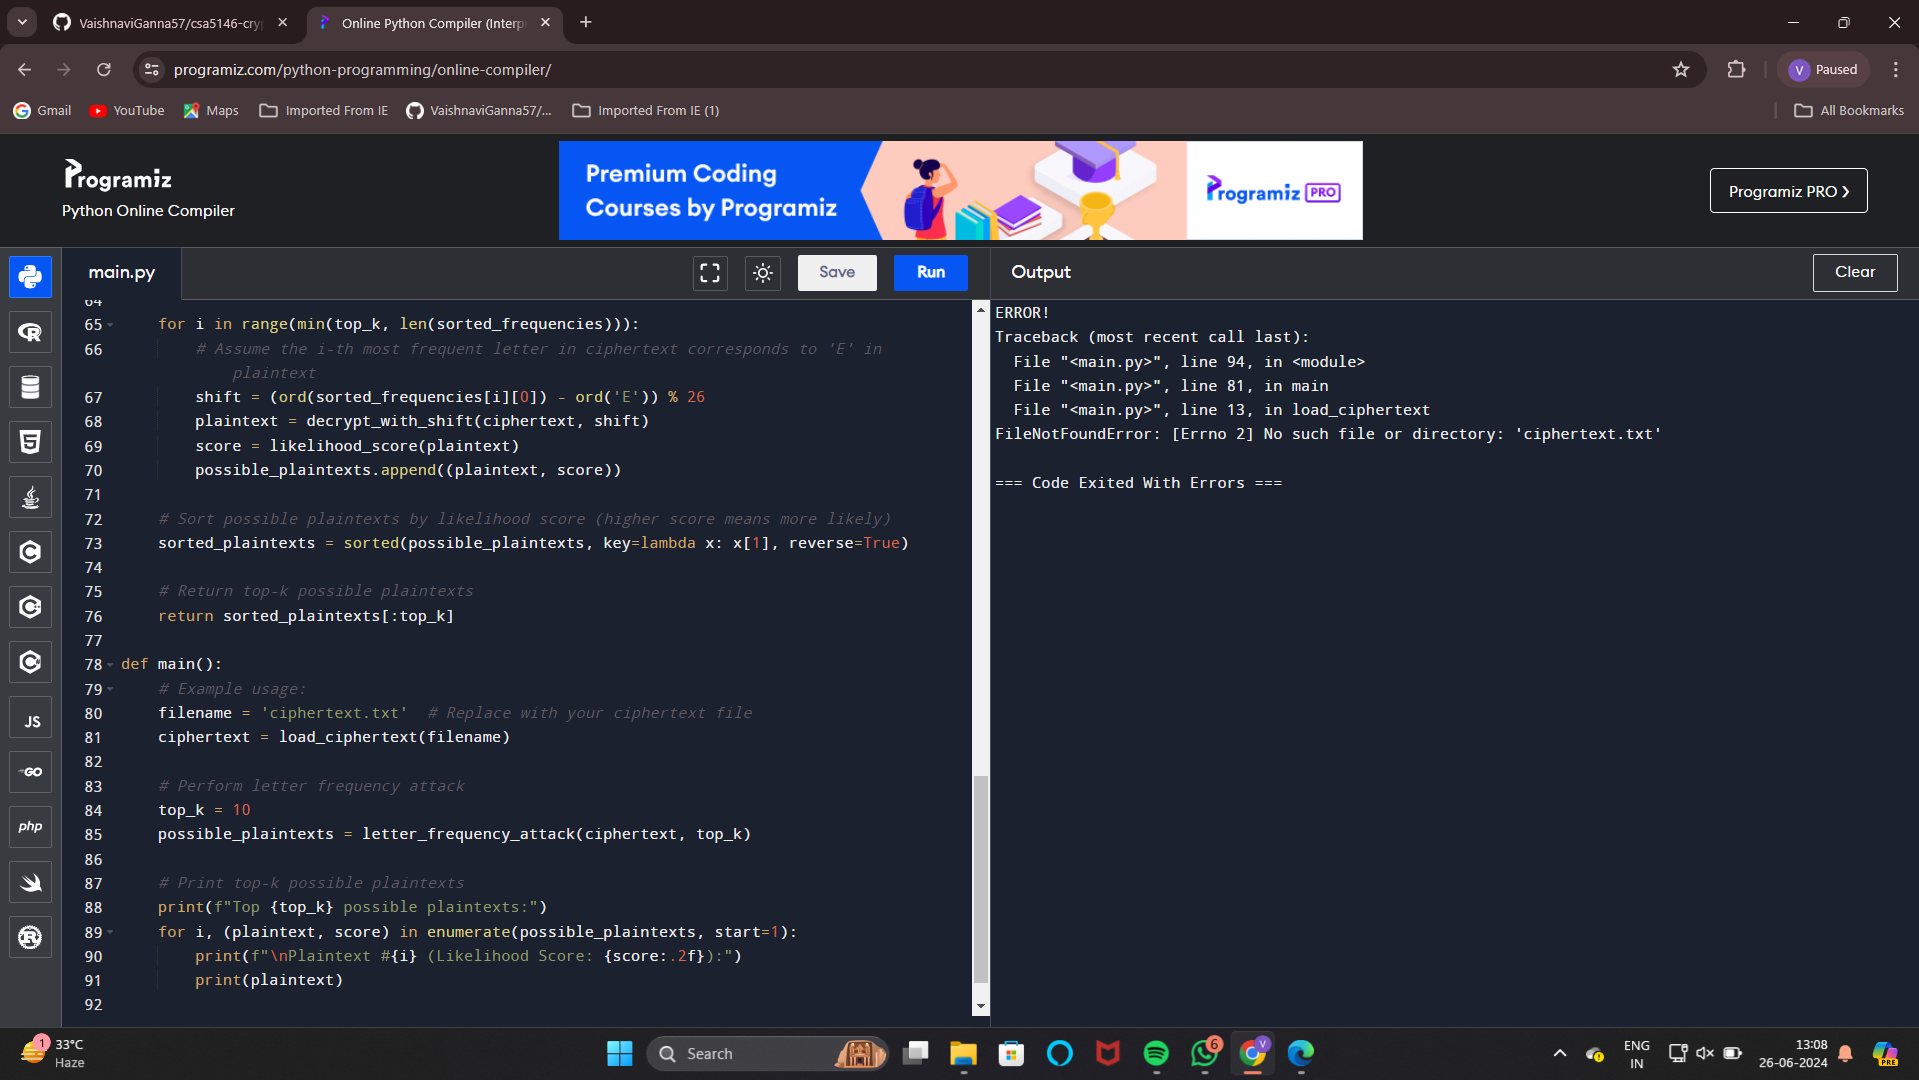 VaishnaviGanna57/csa5146-cry
Online Python Compiler (Interp
programiz.com/python-programming/online-compiler/
V Paused
Gmail YouTube Maps Imported From IE VaishnaviGanna57/... Imported From IE (1) All Bookmarks
Programiz
Python Online Compiler
Premium Coding
Courses by Programiz
Programiz PRO
Programiz PRO ❯
main.py
Save
Run
Output
Clear
64
65 for i in range(min(top_k, len(sorted_frequencies))):
66 # Assume the i-th most frequent letter in ciphertext corresponds to 'E' in
plaintext
67 shift = (ord(sorted_frequencies[i][0]) - ord('E')) % 26
68 plaintext = decrypt_with_shift(ciphertext, shift)
69 score = likelihood_score(plaintext)
70 possible_plaintexts.append((plaintext, score))
71
72 # Sort possible plaintexts by likelihood score (higher score means more likely)
73 sorted_plaintexts = sorted(possible_plaintexts, key=lambda x: x[1], reverse=True)
74
75 # Return top-k possible plaintexts
76 return sorted_plaintexts[:top_k]
77
78 def main():
79 # Example usage:
80 filename = 'ciphertext.txt'  # Replace with your ciphertext file
81 ciphertext = load_ciphertext(filename)
82
83 # Perform letter frequency attack
84 top_k = 10
85 possible_plaintexts = letter_frequency_attack(ciphertext, top_k)
86
87 # Print top-k possible plaintexts
88 print(f"Top {top_k} possible plaintexts:")
89 for i, (plaintext, score) in enumerate(possible_plaintexts, start=1):
90 print(f"\nPlaintext #{i} (Likelihood Score: {score:.2f}):")
91 print(plaintext)
92
ERROR!
Traceback (most recent call last):
File "<main.py>", line 94, in <module>
File "<main.py>", line 81, in main
File "<main.py>", line 13, in load_ciphertext
FileNotFoundError: [Errno 2] No such file or directory: 'ciphertext.txt'
=== Code Exited With Errors ===
JS
GO
php
1
33°C
Haze
Search
6
V
ENG
IN
13:08
26-06-2024
PRE